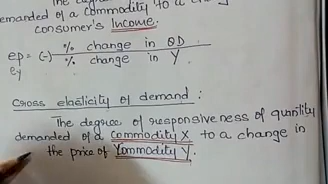 The
emanded of a commodity to a
consumer's Income.
ep = (-) % change in QD
ey % change in Y
Cross elasticity of demand :
The degree of responsiveness of quantity
demanded of a commodity X to a change in
the price of Commodity Y.